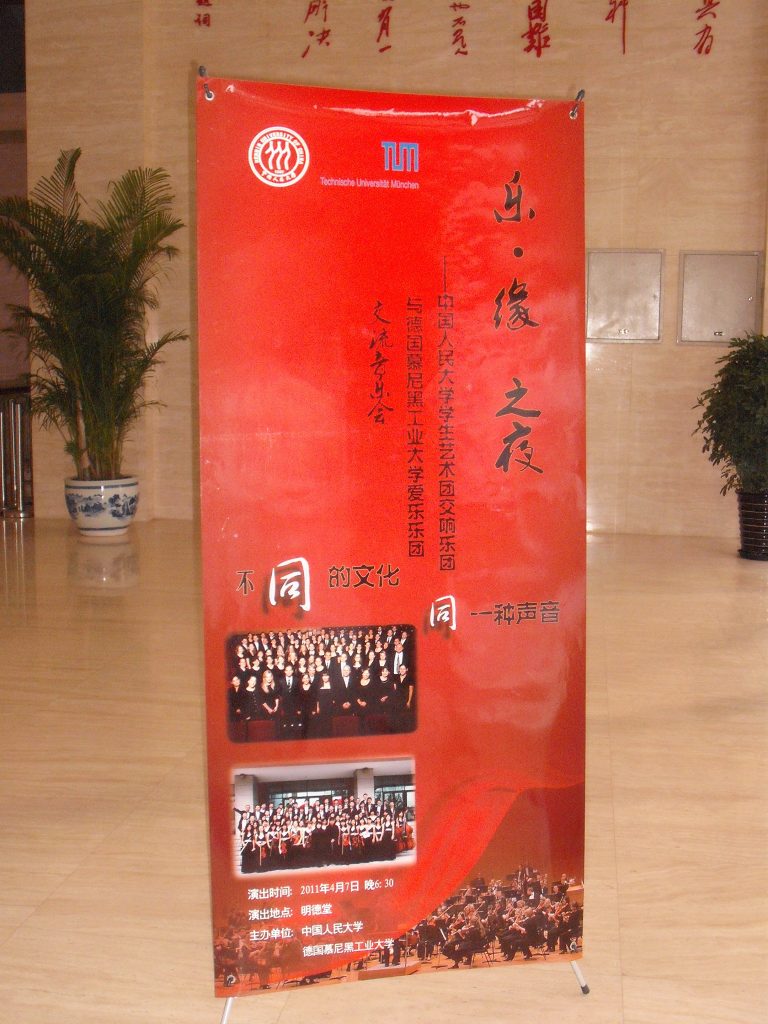 解决
TUM
Technische Universität München
乐·缘之夜
——中国人民大学学生艺术团交响乐团
与德国慕尼黑工业大学爱乐乐团
交流音乐会
不同的文化
同一种声音
演出时间: 2011年4月7日 晚6:30
演出地点: 明德堂
主办单位: 中国人民大学
德国慕尼黑工业大学